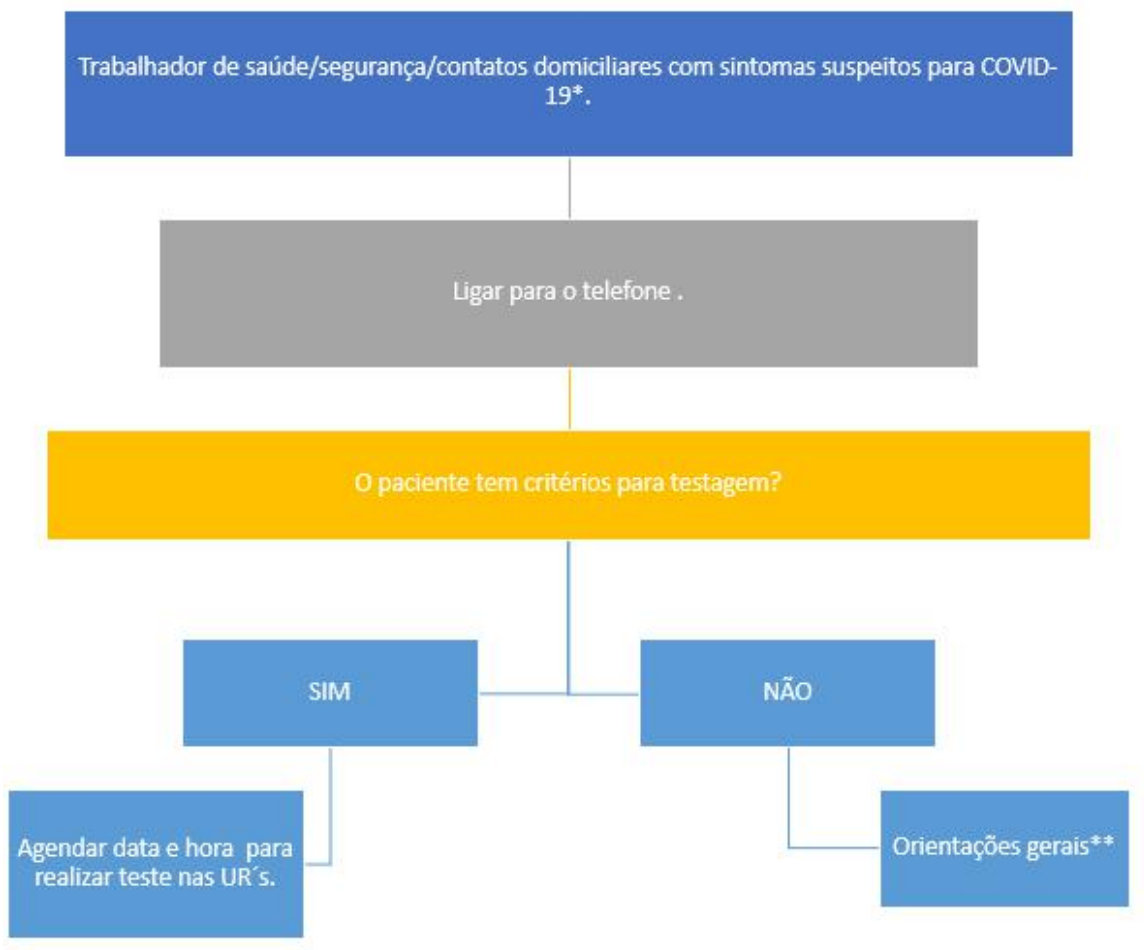 Trabalhador de saúde/segurança/contatos domiciliares com sintomas suspeitos para COVID-
19*.
Ligar para o telefone .
O paciente tem critérios para testagem?
SIM
NÃO
Agendar data e hora  para
realizar teste nas UR´s.
Orientações gerais**